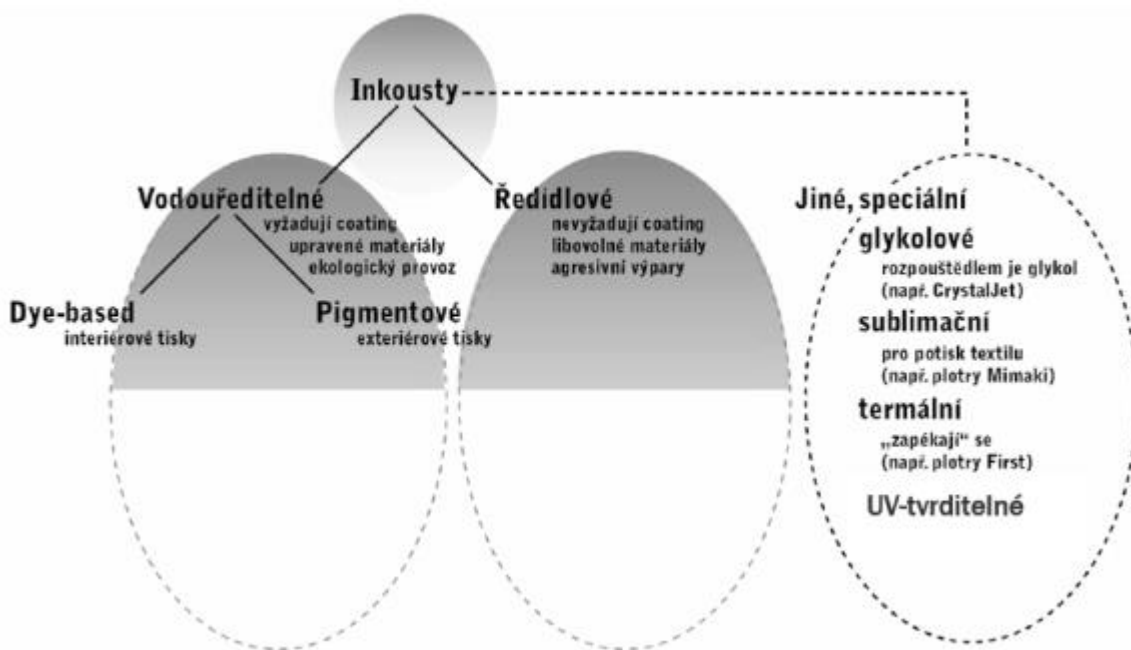 Inkousty
Vodouředitelné
vyžadují coating
upravené materiály
ekologický provoz
Dye-based
interiérové tisky
Pigmentové
exteriérové tisky
Ředídlové
nevyžadují coating
libovolné materiály
agresivní výpary
Jiné, speciální
glykolové
rozpouštědlem je glykol
(např. CrystalJet)
sublimační
pro potisk textilu
(např. plotry Mimaki)
termální
„zapékají“ se
(např. plotry First)
UV-tvrditelné